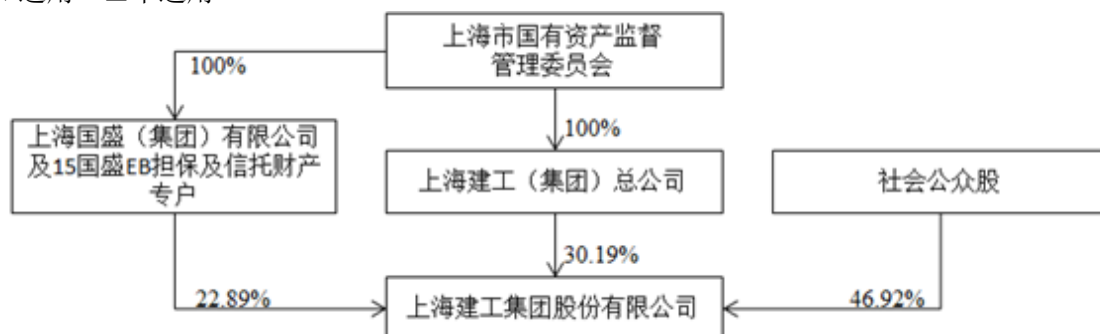 上海市国有资产监督
管理委员会
100%
100%
上海国盛（集团）有限公司
及15国盛EB担保及信托财产
专户
上海建工（集团）总公司
社会公众股
30.19%
22.89%
46.92%
上海建工集团股份有限公司